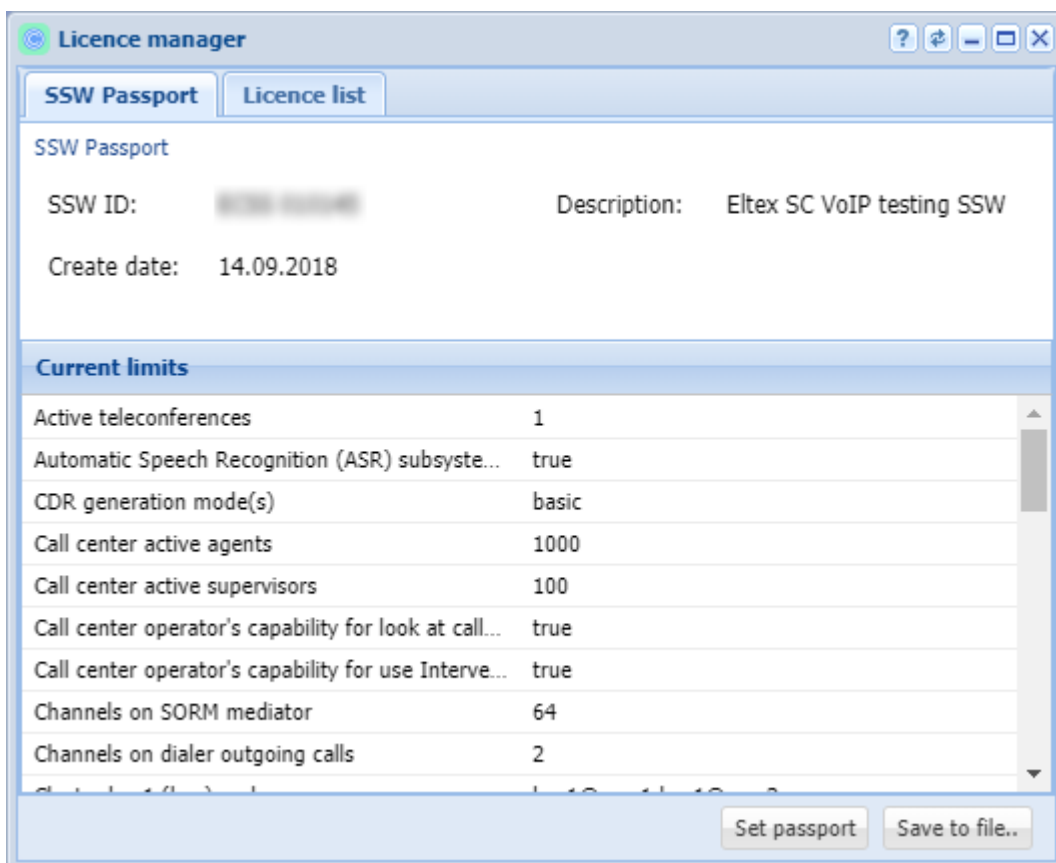 Licence manager
SSW Passport Licence list
SSW Passport
SSW ID: Description: Eltex SC VoIP testing SSW
Create date: 14.09.2018
Current limits
Active teleconferences 1
Automatic Speech Recognition (ASR) subsyste... true
CDR generation mode(s) basic
Call center active agents 1000
Call center active supervisors 100
Call center operator's capability for look at call... true
Call center operator's capability for use Interve... true
Channels on SORM mediator 64
Channels on dialer outgoing calls 2
Set passport Save to file..